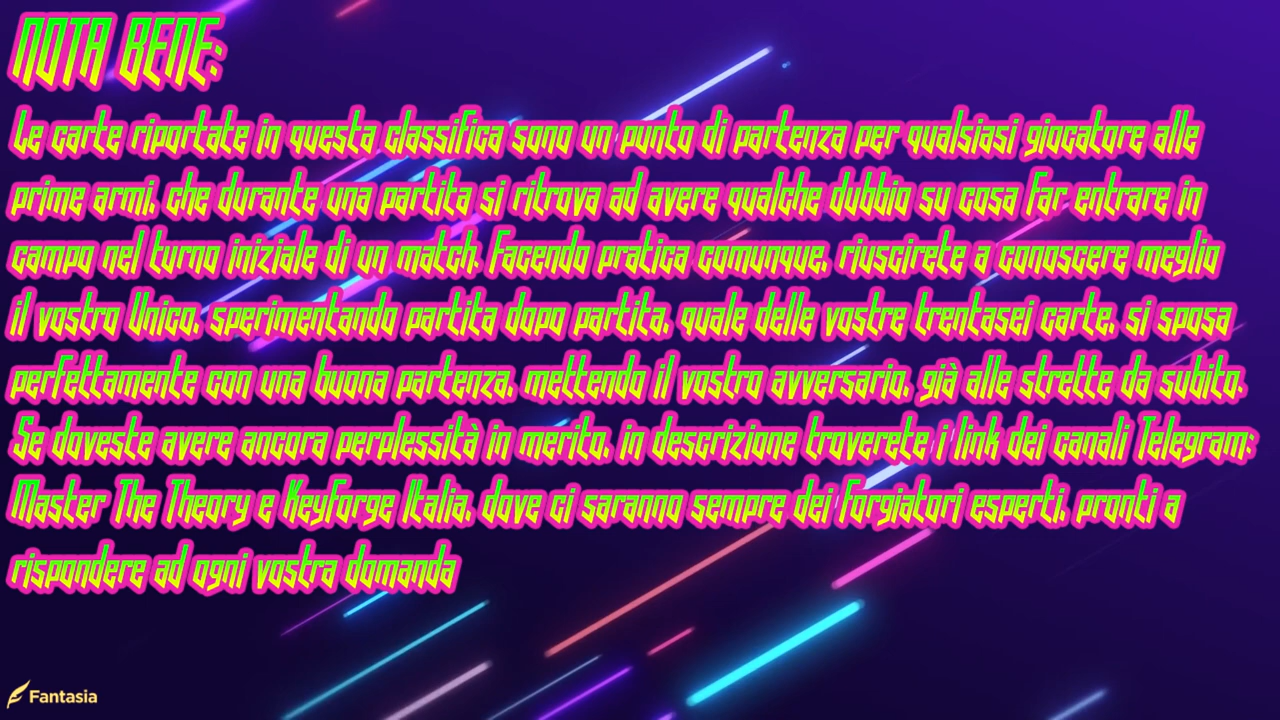 NOTA BENE:
Le carte riportate in questa classifica sono un punto di partenza per qualsiasi giocatore alle
prime armi, che durante una partita si ritrova ad avere qualche dubbio su cosa far entrare in
campo nel turno iniziale di un match. Facendo pratica comunque, riuscirete a conoscere meglio
il vostro Unico, sperimentando partita dopo partita, quale delle vostre trentasei carte, si sposa
perfettamente con una buona partenza, mettendo il vostro avversario, già alle strette da subito.
Se doveste avere ancora perplessità in merito, in descrizione troverete i link dei canali Telegram:
Master The Theory e KeyForge Italia, dove ci saranno sempre dei Forgiatori esperti, pronti a
rispondere ad ogni vostra domanda
Fantasia